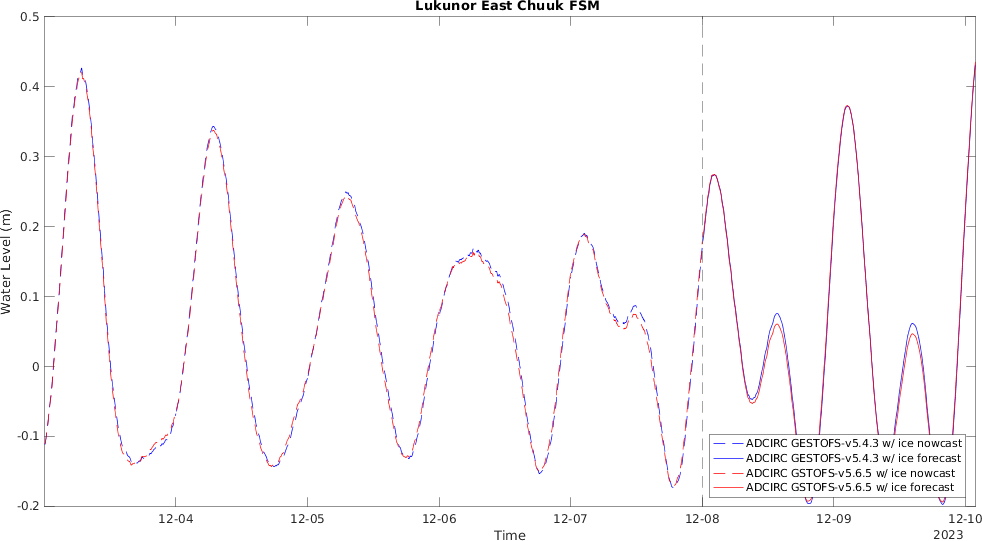 Lukunor East Chuuk FSM
0.5
0.4
0.3
0.2
0.1
0
-0.1
-0.2
Water Level (m)
ADCIRC GESTOFS-v5.4.3 w/ ice nowcast
ADCIRC GESTOFS-v5.4.3 w/ ice forecast
ADCIRC GSTOFS-v5.6.5 w/ ice nowcast
ADCIRC GSTOFS-v5.6.5 w/ ice forecast
12-04 12-05 12-06 12-07 12-08 12-09 12-10
Time
2023